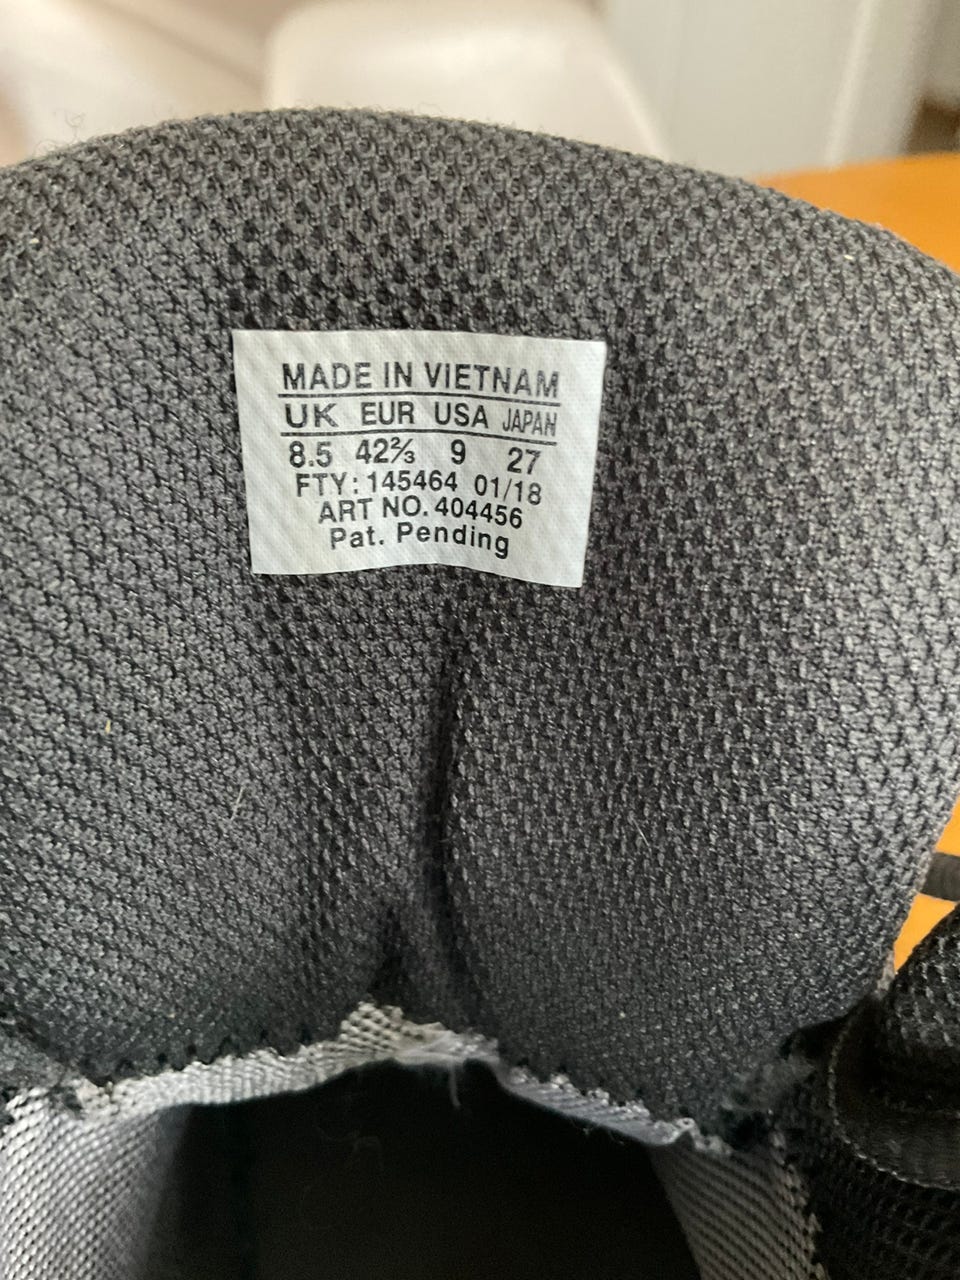 MADE IN VIETNAM
UK EUR USA JAPAN
8.5 42⅔ 9 27
FTY: 145464 01/18
ART NO. 404456
Pat. Pending